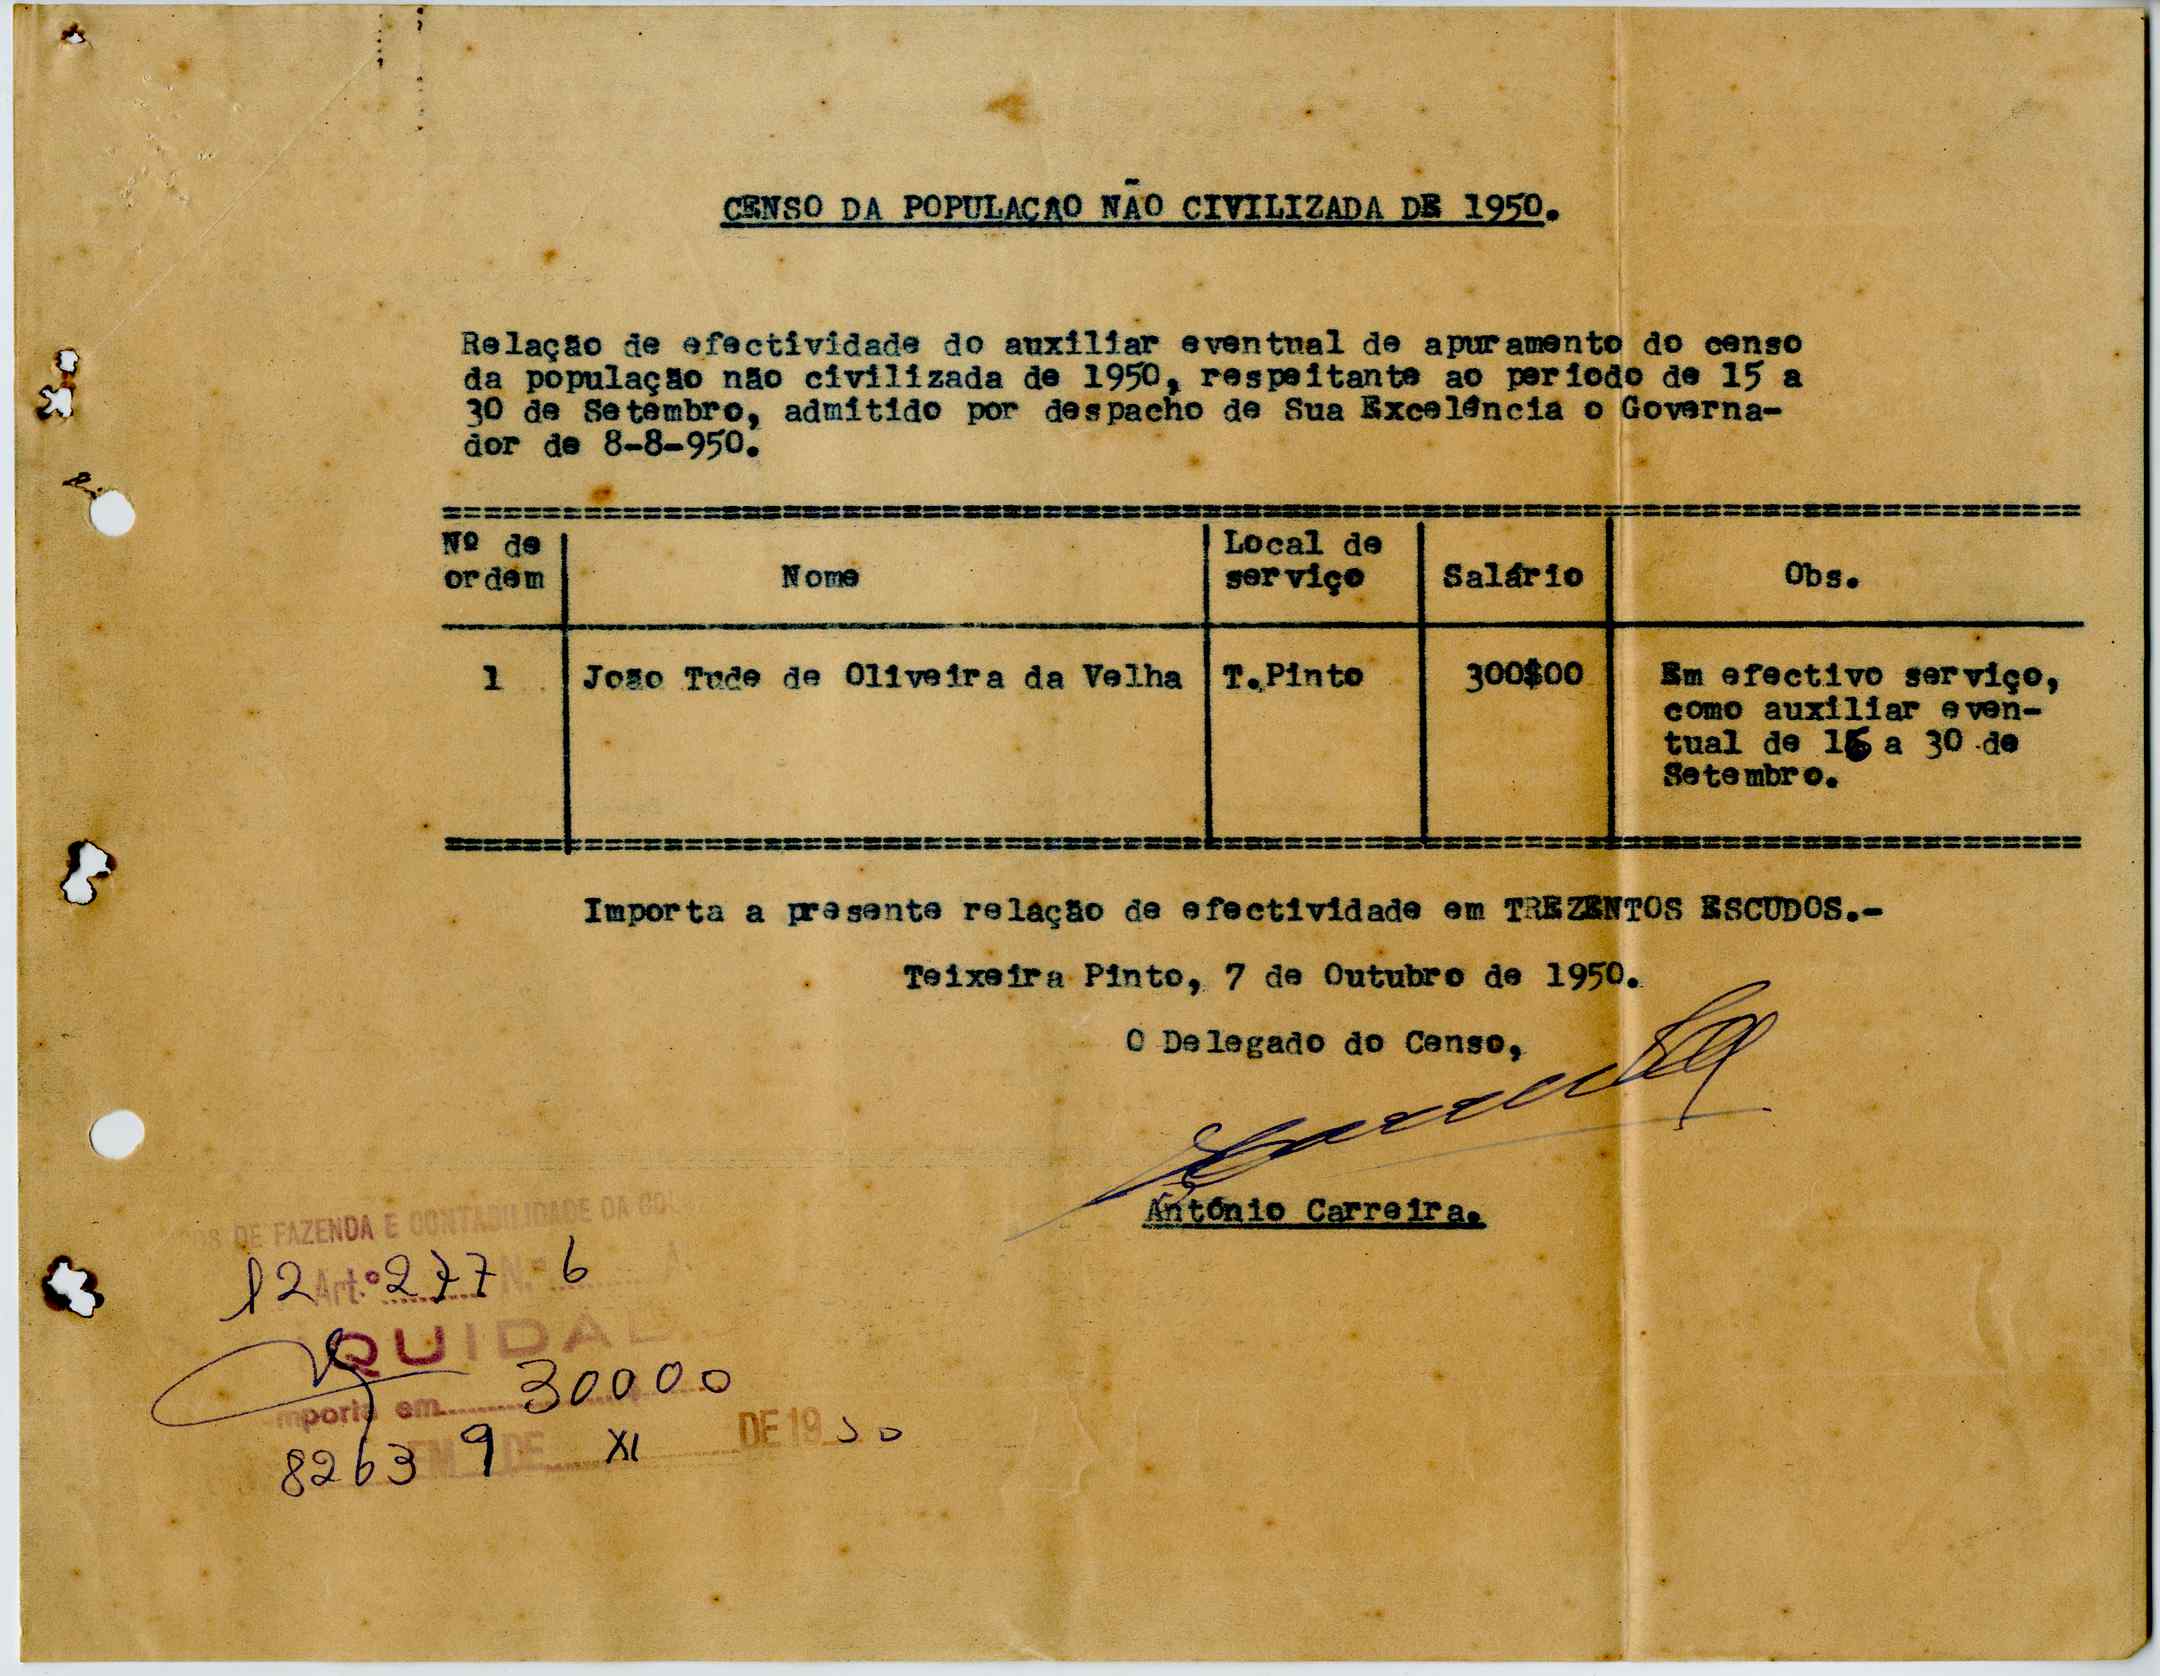 CENSO DA POPULAÇAO NÃO CIVILIZADA DE 1950.
Relação de efectividade do auxiliar eventual de apuramento do censo
da população não civilizada de 1950, respeitante ao periodo de 15 a
30 de Setembro, admitido por despacho de Sua Excelência o Governa-
dor de 8-8-950.
Nº de ordem Nome Local de serviço Salário Obs.
1 João Tude de Oliveira da Velha T.Pinto 300$00 Em efectivo serviço,
como auxiliar even-
tual de 16 a 30 de
Setembro.
Importa a presente relação de efectividade em TREZENTOS ESCUDOS.-
Teixeira Pinto, 7 de Outubro de 1950.
O Delegado do Censo,
António Carreira.
DE FAZENDA E CONTABILIDADE DA
12 Art.º 277 N.º 6
QUIDA
em 30000
8263 9 DE XI DE 19 50